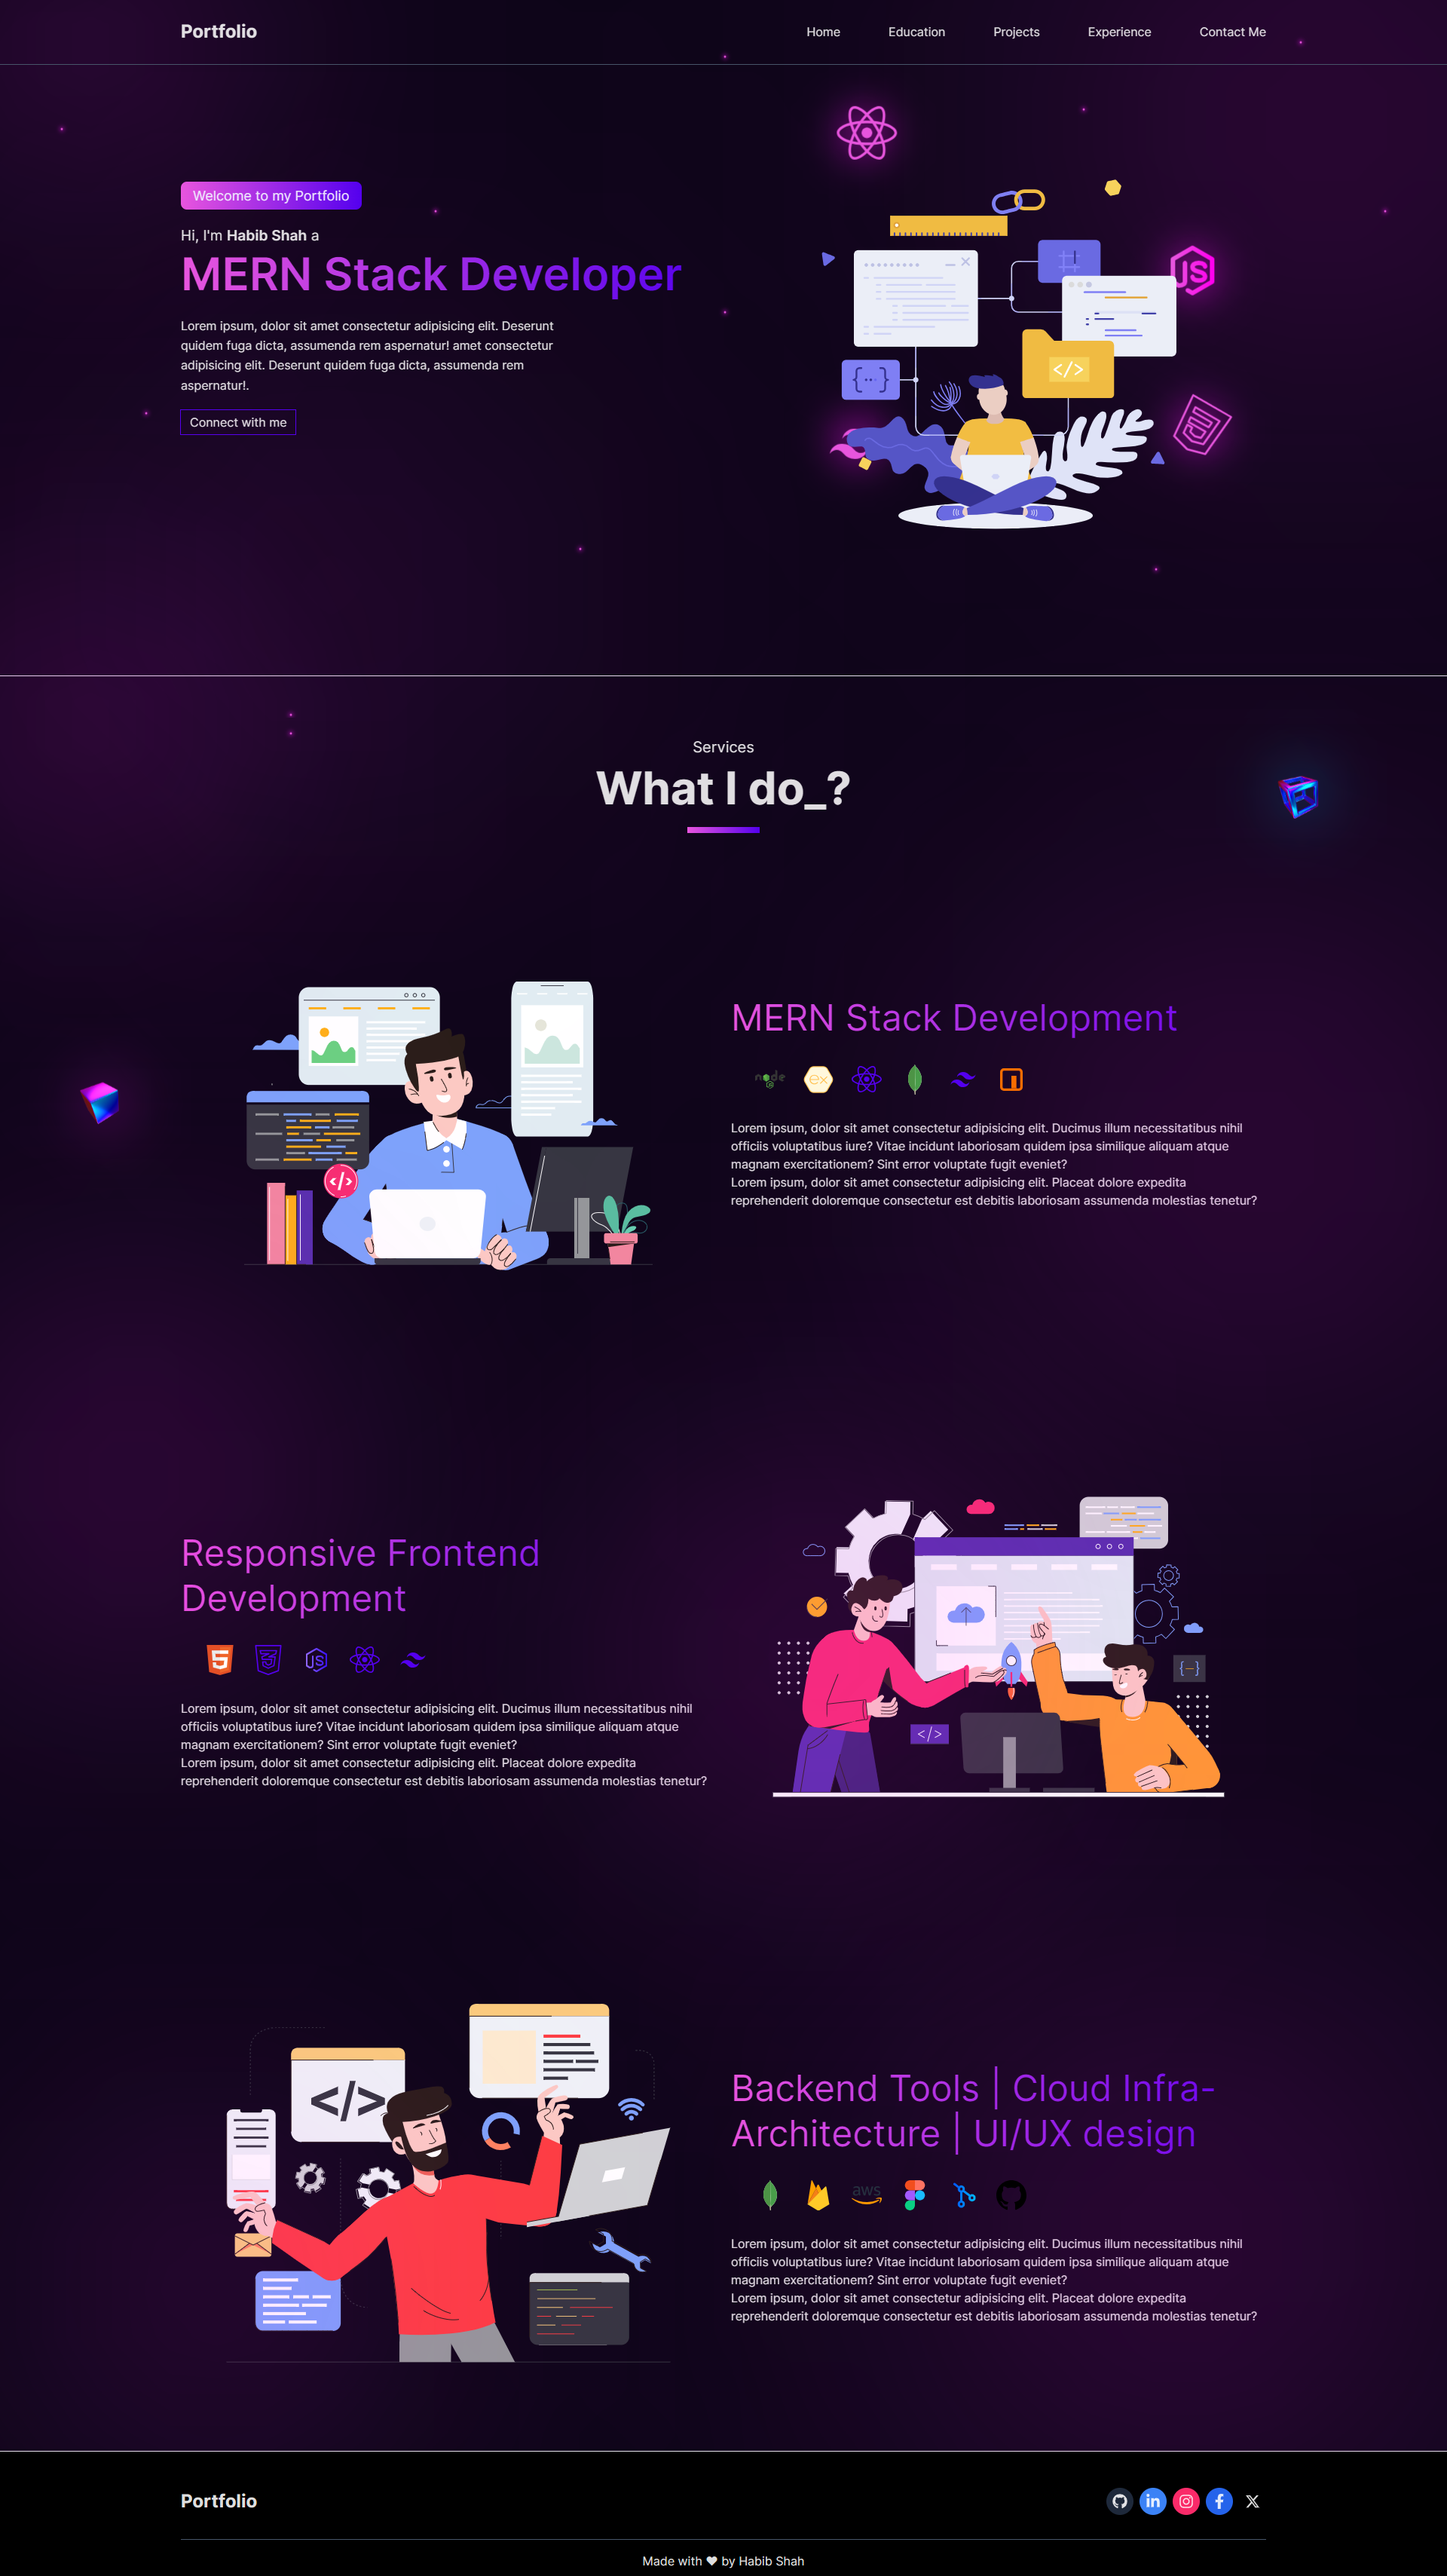 Portfolio
Home
Education
Projects
Experience
Contact Me
Welcome to my Portfolio
Hi, I'm Habib Shah a
MERN Stack Developer
Lorem ipsum, dolor sit amet consectetur adipisicing elit. Deserunt
quidem fuga dicta, assumenda rem aspernatur! amet consectetur
adipisicing elit. Deserunt quidem fuga dicta, assumenda rem
aspernatur!.
Connect with me
JS
</>
{...}
Services
What I do_?
MERN Stack Development
node
ex
Lorem ipsum, dolor sit amet consectetur adipisicing elit. Ducimus illum necessitatibus nihil
officiis voluptatibus iure? Vitae incidunt laboriosam quidem ipsa similique aliquam atque
magnam exercitationem? Sint error voluptate fugit eveniet?
Lorem ipsum, dolor sit amet consectetur adipisicing elit. Placeat dolore expedita
reprehenderit doloremque consectetur est debitis laboriosam assumenda molestias tenetur?
</>
Responsive Frontend
Development
5
3
JS
Lorem ipsum, dolor sit amet consectetur adipisicing elit. Ducimus illum necessitatibus nihil
officiis voluptatibus iure? Vitae incidunt laboriosam quidem ipsa similique aliquam atque
magnam exercitationem? Sint error voluptate fugit eveniet?
Lorem ipsum, dolor sit amet consectetur adipisicing elit. Placeat dolore expedita
reprehenderit doloremque consectetur est debitis laboriosam assumenda molestias tenetur?
{—}
</>
</>
Backend Tools | Cloud Infra-
Architecture | UI/UX design
aws
Lorem ipsum, dolor sit amet consectetur adipisicing elit. Ducimus illum necessitatibus nihil
officiis voluptatibus iure? Vitae incidunt laboriosam quidem ipsa similique aliquam atque
magnam exercitationem? Sint error voluptate fugit eveniet?
Lorem ipsum, dolor sit amet consectetur adipisicing elit. Placeat dolore expedita
reprehenderit doloremque consectetur est debitis laboriosam assumenda molestias tenetur?
Portfolio
in
f
X
Made with ♥ by Habib Shah